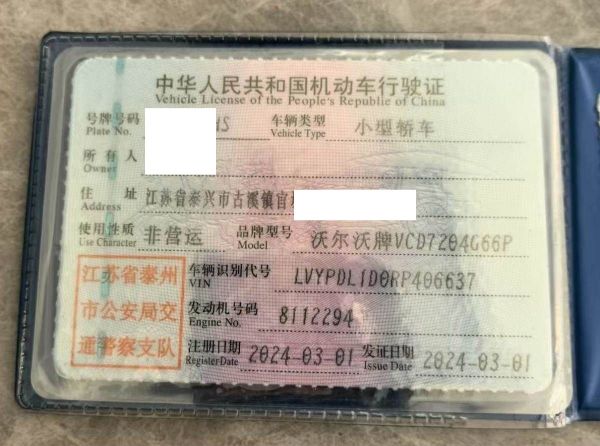 中华人民共和国机动车行驶证
Vehicle License of the People's Republic of China
号牌号码 Plate No. NS 车辆类型 Vehicle Type 小型轿车
所有人 Owner
住址 Address 江苏省泰兴市古溪镇官
使用性质 Use Character 非营运 品牌型号 Model 沃尔沃牌VCD7204G66P
江苏省泰州
市公安局交
通警察支队
车辆识别代号 VIN LVYPDL1D0RP406637
发动机号码 Engine No. 8112294
注册日期 Register Date 2024-03-01 发证日期 Issue Date 2024-03-01